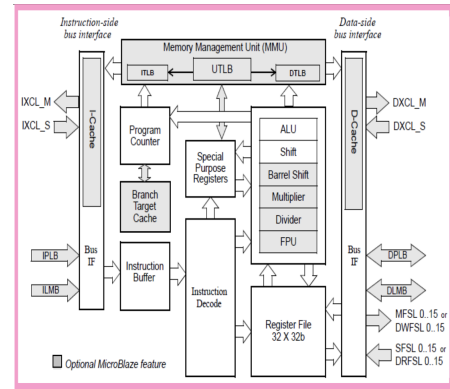 Instruction-side
bus interface
Data-side
bus interface
Memory Management Unit (MMU)
ITLB
UTLB
DTLB
IXCL_M
IXCL_S
I-Cache
D-Cache
DXCL_M
DXCL_S
Program
Counter
Special
Purpose
Registers
ALU
Shift
Barrel Shift
Multiplier
Divider
FPU
Branch
Target
Cache
IPLB
ILMB
Bus
IF
Instruction
Buffer
Instruction
Decode
Register File
32 X 32b
Bus
IF
DPLB
DLMB
MFSL 0..15 or
DWFSL 0..15
SFSL 0..15 or
DRFSL 0..15
Optional MicroBlaze feature